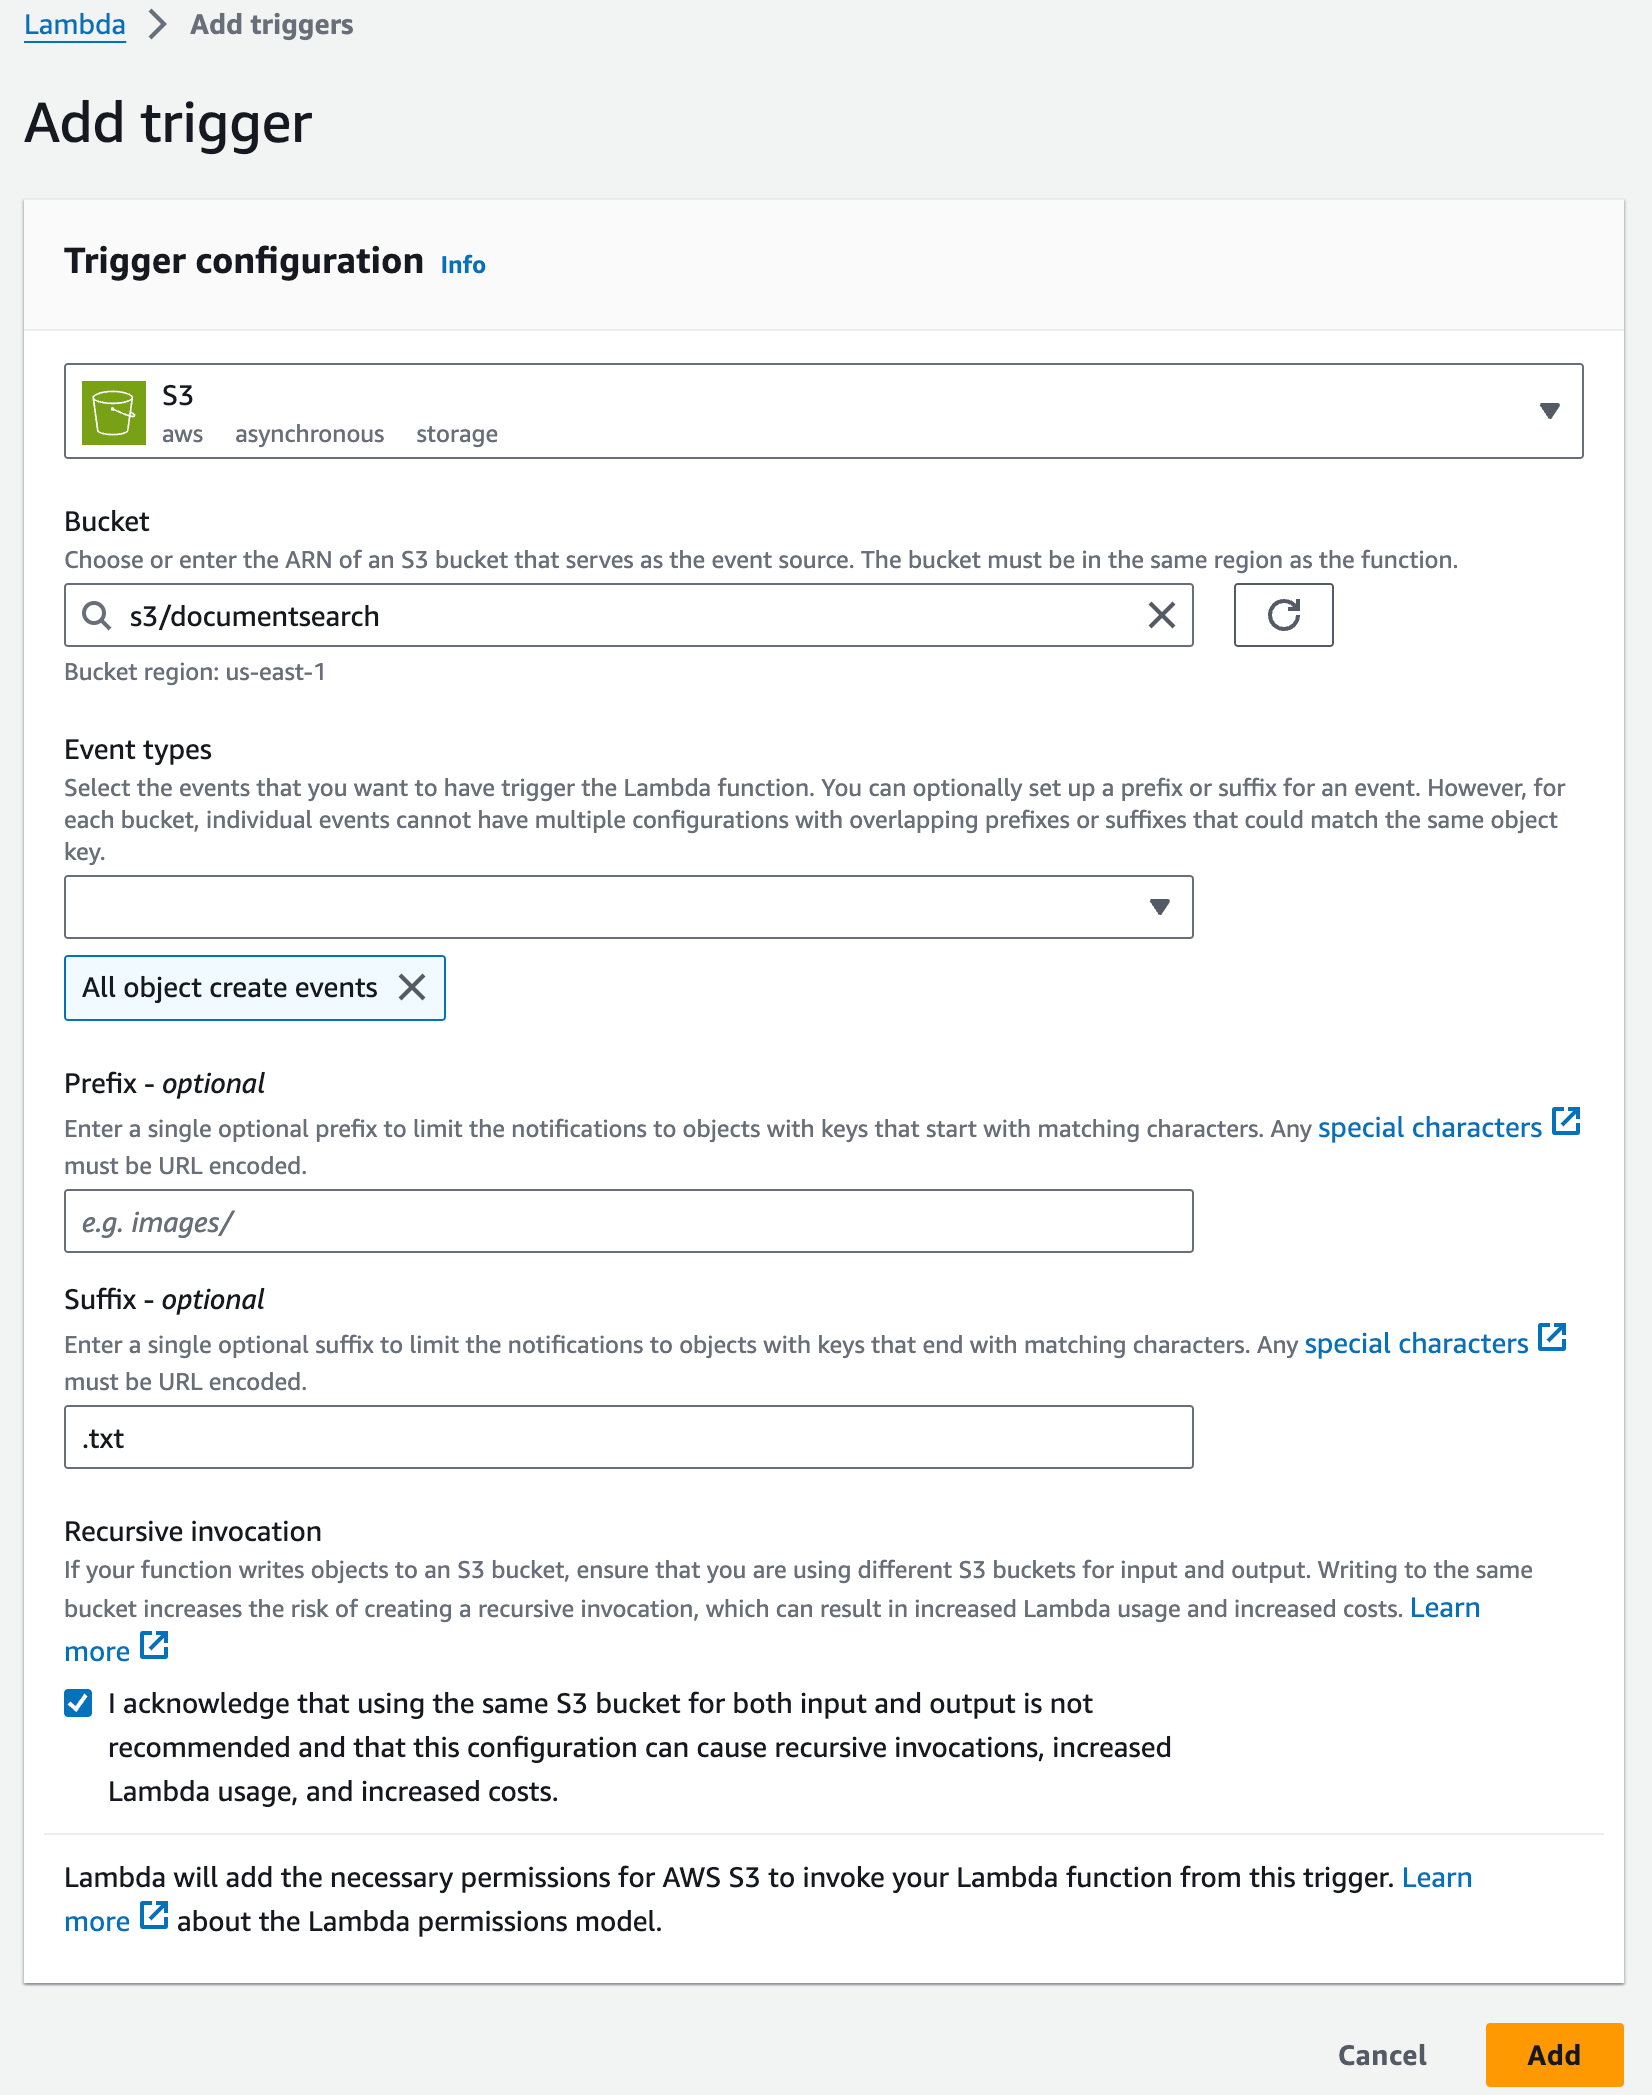 Lambda > Add triggers
Add trigger
Trigger configuration Info
S3
aws asynchronous storage
Bucket
Choose or enter the ARN of an S3 bucket that serves as the event source. The bucket must be in the same region as the function.
s3/documentsearch
Bucket region: us-east-1
Event types
Select the events that you want to have trigger the Lambda function. You can optionally set up a prefix or suffix for an event. However, for
each bucket, individual events cannot have multiple configurations with overlapping prefixes or suffixes that could match the same object
key.
All object create events
Prefix - optional
Enter a single optional prefix to limit the notifications to objects with keys that start with matching characters. Any special characters
must be URL encoded.
e.g. images/
Suffix - optional
Enter a single optional suffix to limit the notifications to objects with keys that end with matching characters. Any special characters
must be URL encoded.
.txt
Recursive invocation
If your function writes objects to an S3 bucket, ensure that you are using different S3 buckets for input and output. Writing to the same
bucket increases the risk of creating a recursive invocation, which can result in increased Lambda usage and increased costs. Learn
more
I acknowledge that using the same S3 bucket for both input and output is not
recommended and that this configuration can cause recursive invocations, increased
Lambda usage, and increased costs.
Lambda will add the necessary permissions for AWS S3 to invoke your Lambda function from this trigger. Learn
more about the Lambda permissions model.
Cancel Add